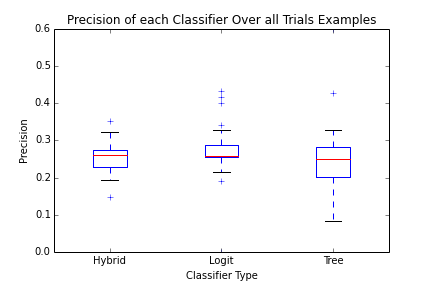 Precision of each Classifier Over all Trials Examples
0.6
0.5
0.4
0.3
0.2
0.1
0.0
Precision
Hybrid Logit Tree
Classifier Type